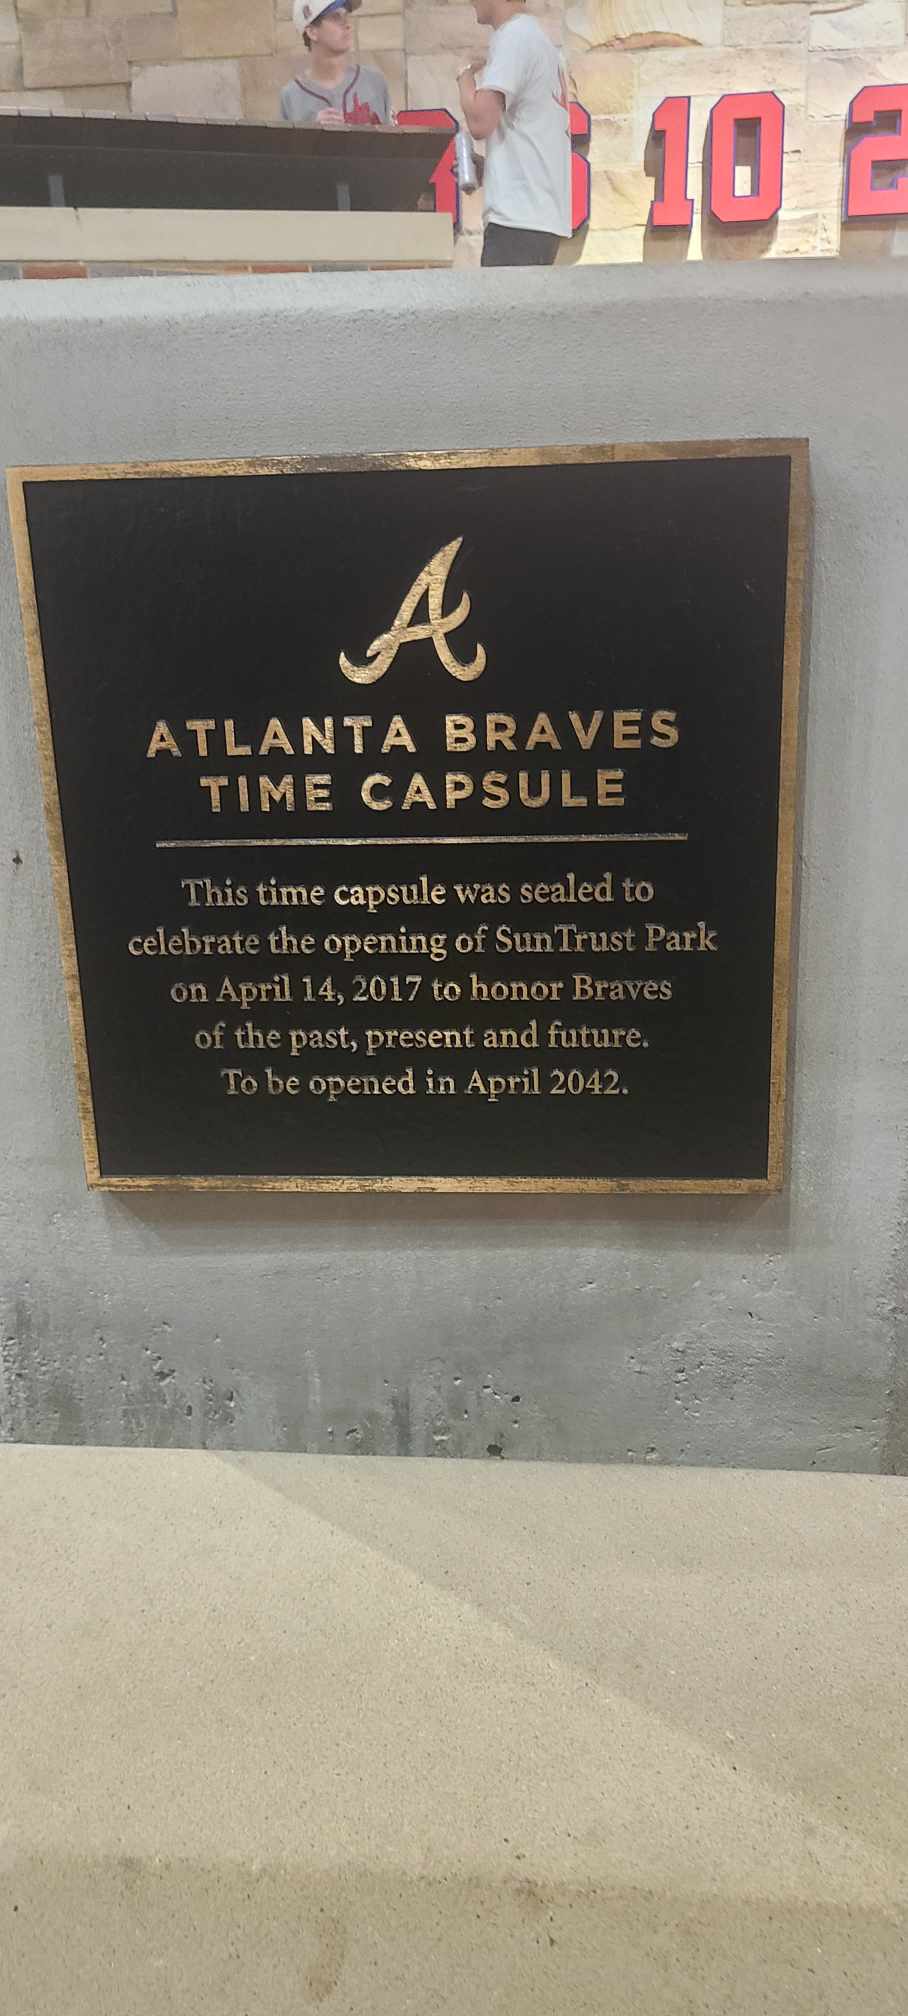 10
A
ATLANTA BRAVES
TIME CAPSULE
This time capsule was sealed to
celebrate the opening of SunTrust Park
on April 14, 2017 to honor Braves
of the past, present and future.
To be opened in April 2042.